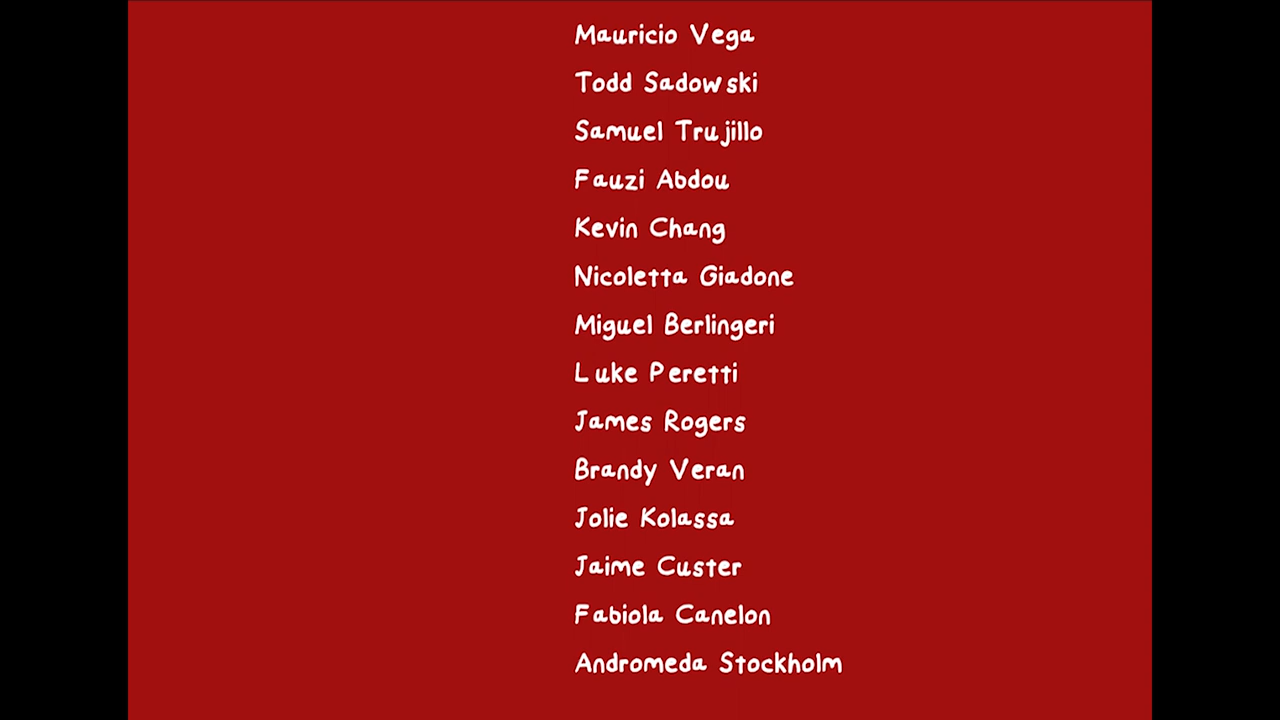 Mauricio Vega
Todd Sadowski
Samuel Trujillo
Fauzi Abdou
Kevin Chang
Nicoletta Giadone
Miguel Berlingeri
Luke Peretti
James Rogers
Brandy Veran
Jolie Kolassa
Jaime Custer
Fabiola Canelon
Andromeda Stockholm